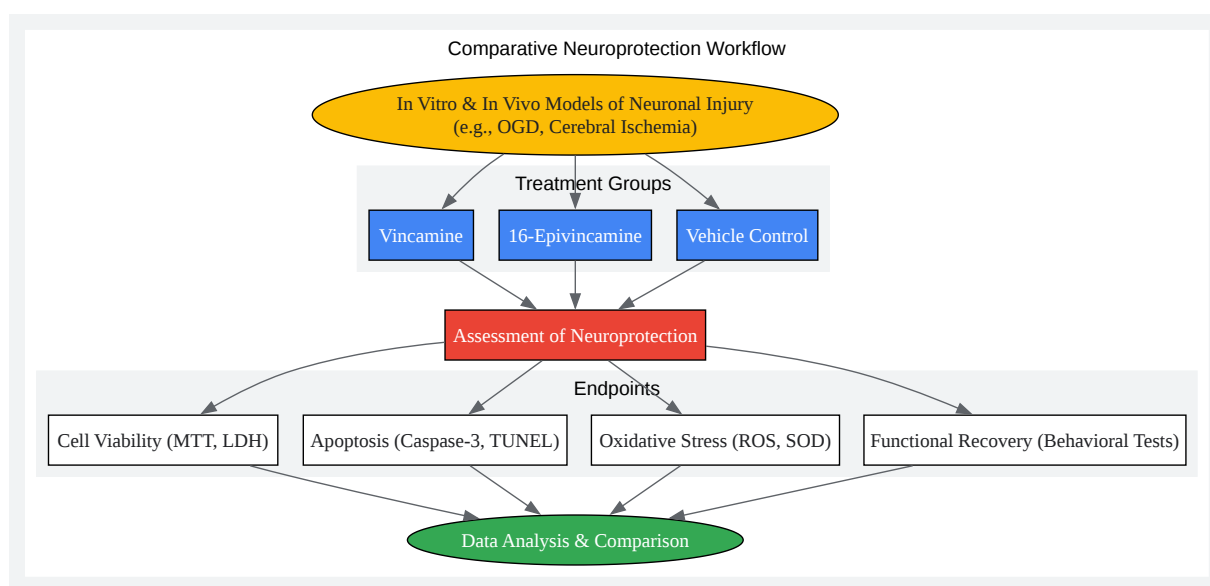 Comparative Neuroprotection Workflow
In Vitro & In Vivo Models of Neuronal Injury
(e.g., OGD, Cerebral Ischemia)
Treatment Groups
Vincamine
16-Epivincamine
Vehicle Control
Assessment of Neuroprotection
Endpoints
Cell Viability (MTT, LDH)
Apoptosis (Caspase-3, TUNEL)
Oxidative Stress (ROS, SOD)
Functional Recovery (Behavioral Tests)
Data Analysis & Comparison